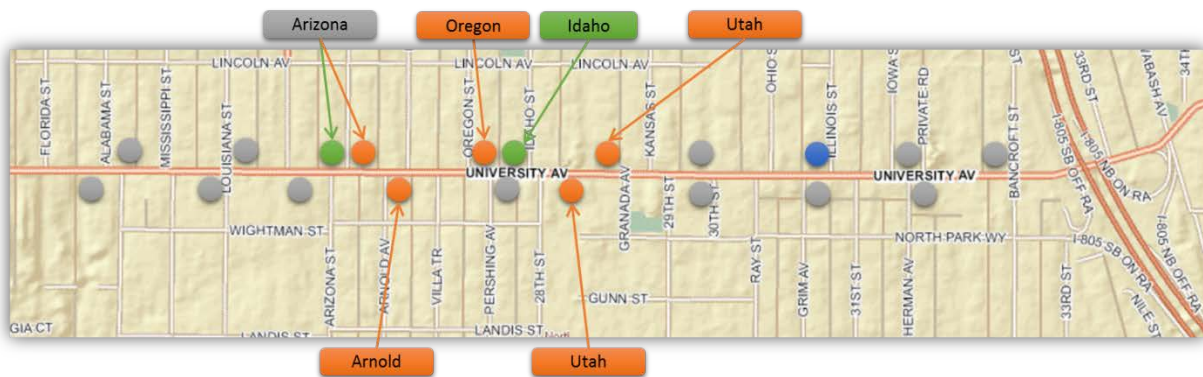 Arizona
Oregon
Idaho
Utah
LINCOLN AV
LINCOLN AV
LINCOLN AV
FLORIDA ST
ALABAMA ST
MISSISSIPPI ST
LOUISIANA ST
OREGON ST
IDAHO ST
KANSAS ST
OHIO S
ILLINOIS ST
IOWA S
PRIVATE RD
ST
33RD ST
WABASH AV
34TH
I-805 SB OFF RA
I-805 NB ON RA
UNIVERSITY AV
UNIVERSITY AV
BANCROFT ST
WIGHTMAN ST
ARIZONA ST
ARNOLD AV
VILLA TR
PERSHING AV
28TH ST
GRANADA AV
29TH ST
30TH ST
RAY ST
GRIM AV
31ST ST
HERMAN AV
NORTH PARK WY
33RD ST
I-805 SB ON RA
I-805 NB OFF RA
NILE ST
GUNN ST
GIA CT
LANDIS ST
LANDIS ST
Arnold
Utah